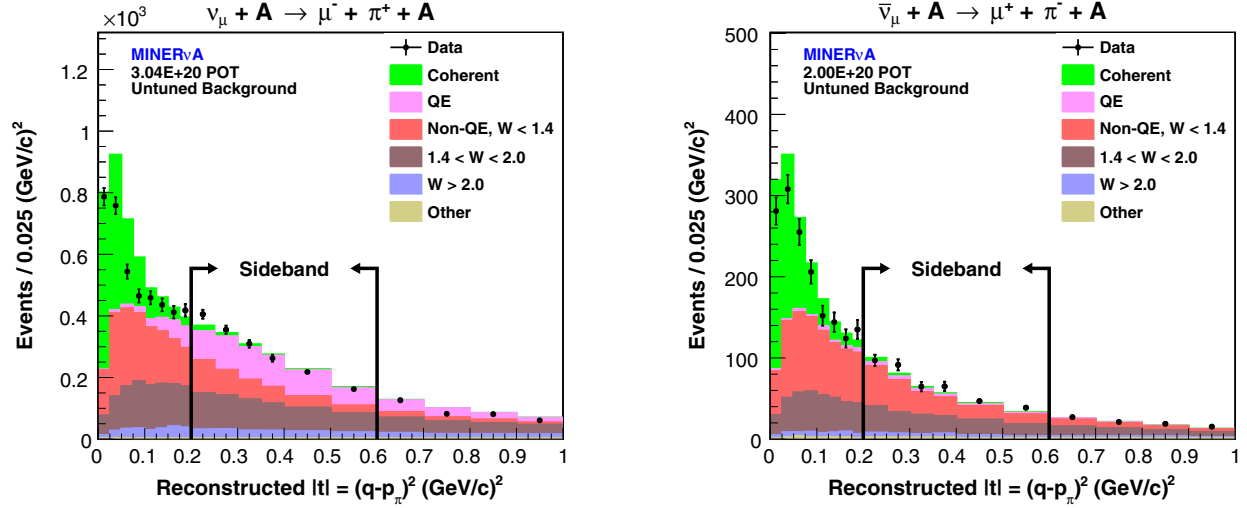 ν_μ + A → μ⁻ + π⁺ + A
×10³
MINERνA
3.04E+20 POT
Untuned Background
Data
Coherent
QE
Non-QE, W < 1.4
1.4 < W < 2.0
W > 2.0
Other
Sideband
Events / 0.025 (GeV/c)²
1.2
1
0.8
0.6
0.4
0.2
0
0 0.1 0.2 0.3 0.4 0.5 0.6 0.7 0.8 0.9 1
Reconstructed |t| = (q-p_π)² (GeV/c)²
ν̄_μ + A → μ⁺ + π⁻ + A
MINERνA
2.00E+20 POT
Untuned Background
Data
Coherent
QE
Non-QE, W < 1.4
1.4 < W < 2.0
W > 2.0
Other
Sideband
Events / 0.025 (GeV/c)²
500
400
300
200
100
0
0 0.1 0.2 0.3 0.4 0.5 0.6 0.7 0.8 0.9 1
Reconstructed |t| = (q-p_π)² (GeV/c)²